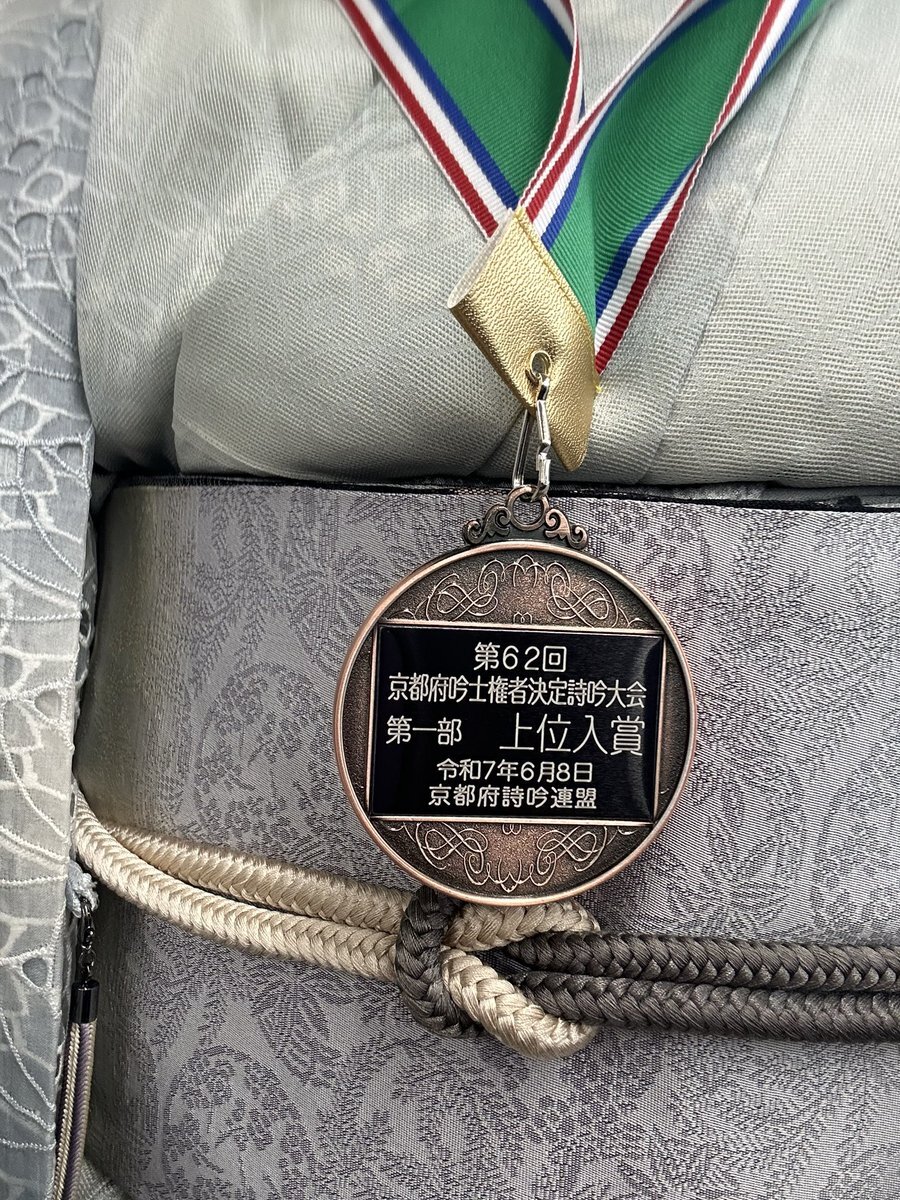 第62回
京都府吟士権者決定詩吟大会
第一部 上位入賞
令和7年6月8日
京都府詩吟連盟